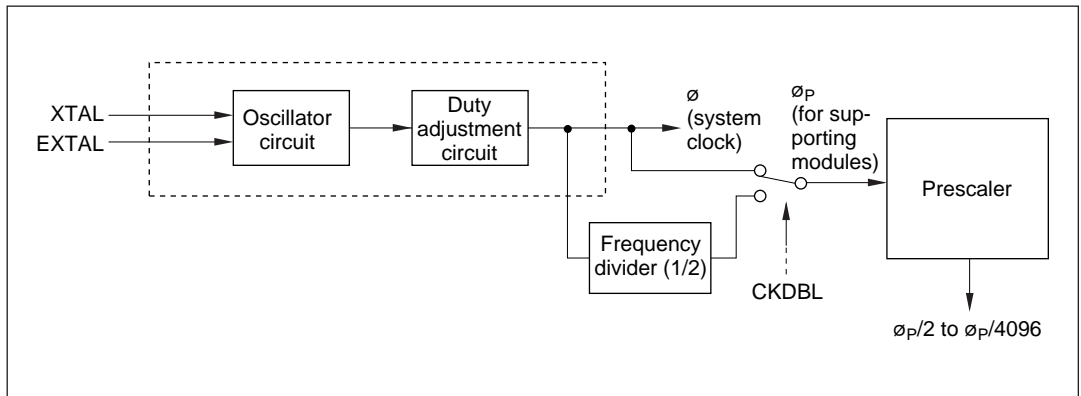 XTAL
EXTAL
Oscillator
circuit
Duty
adjustment
circuit
ø
(system
clock)
øP
(for sup-
porting
modules)
Prescaler
Frequency
divider (1/2)
CKDBL
øP/2 to øP/4096